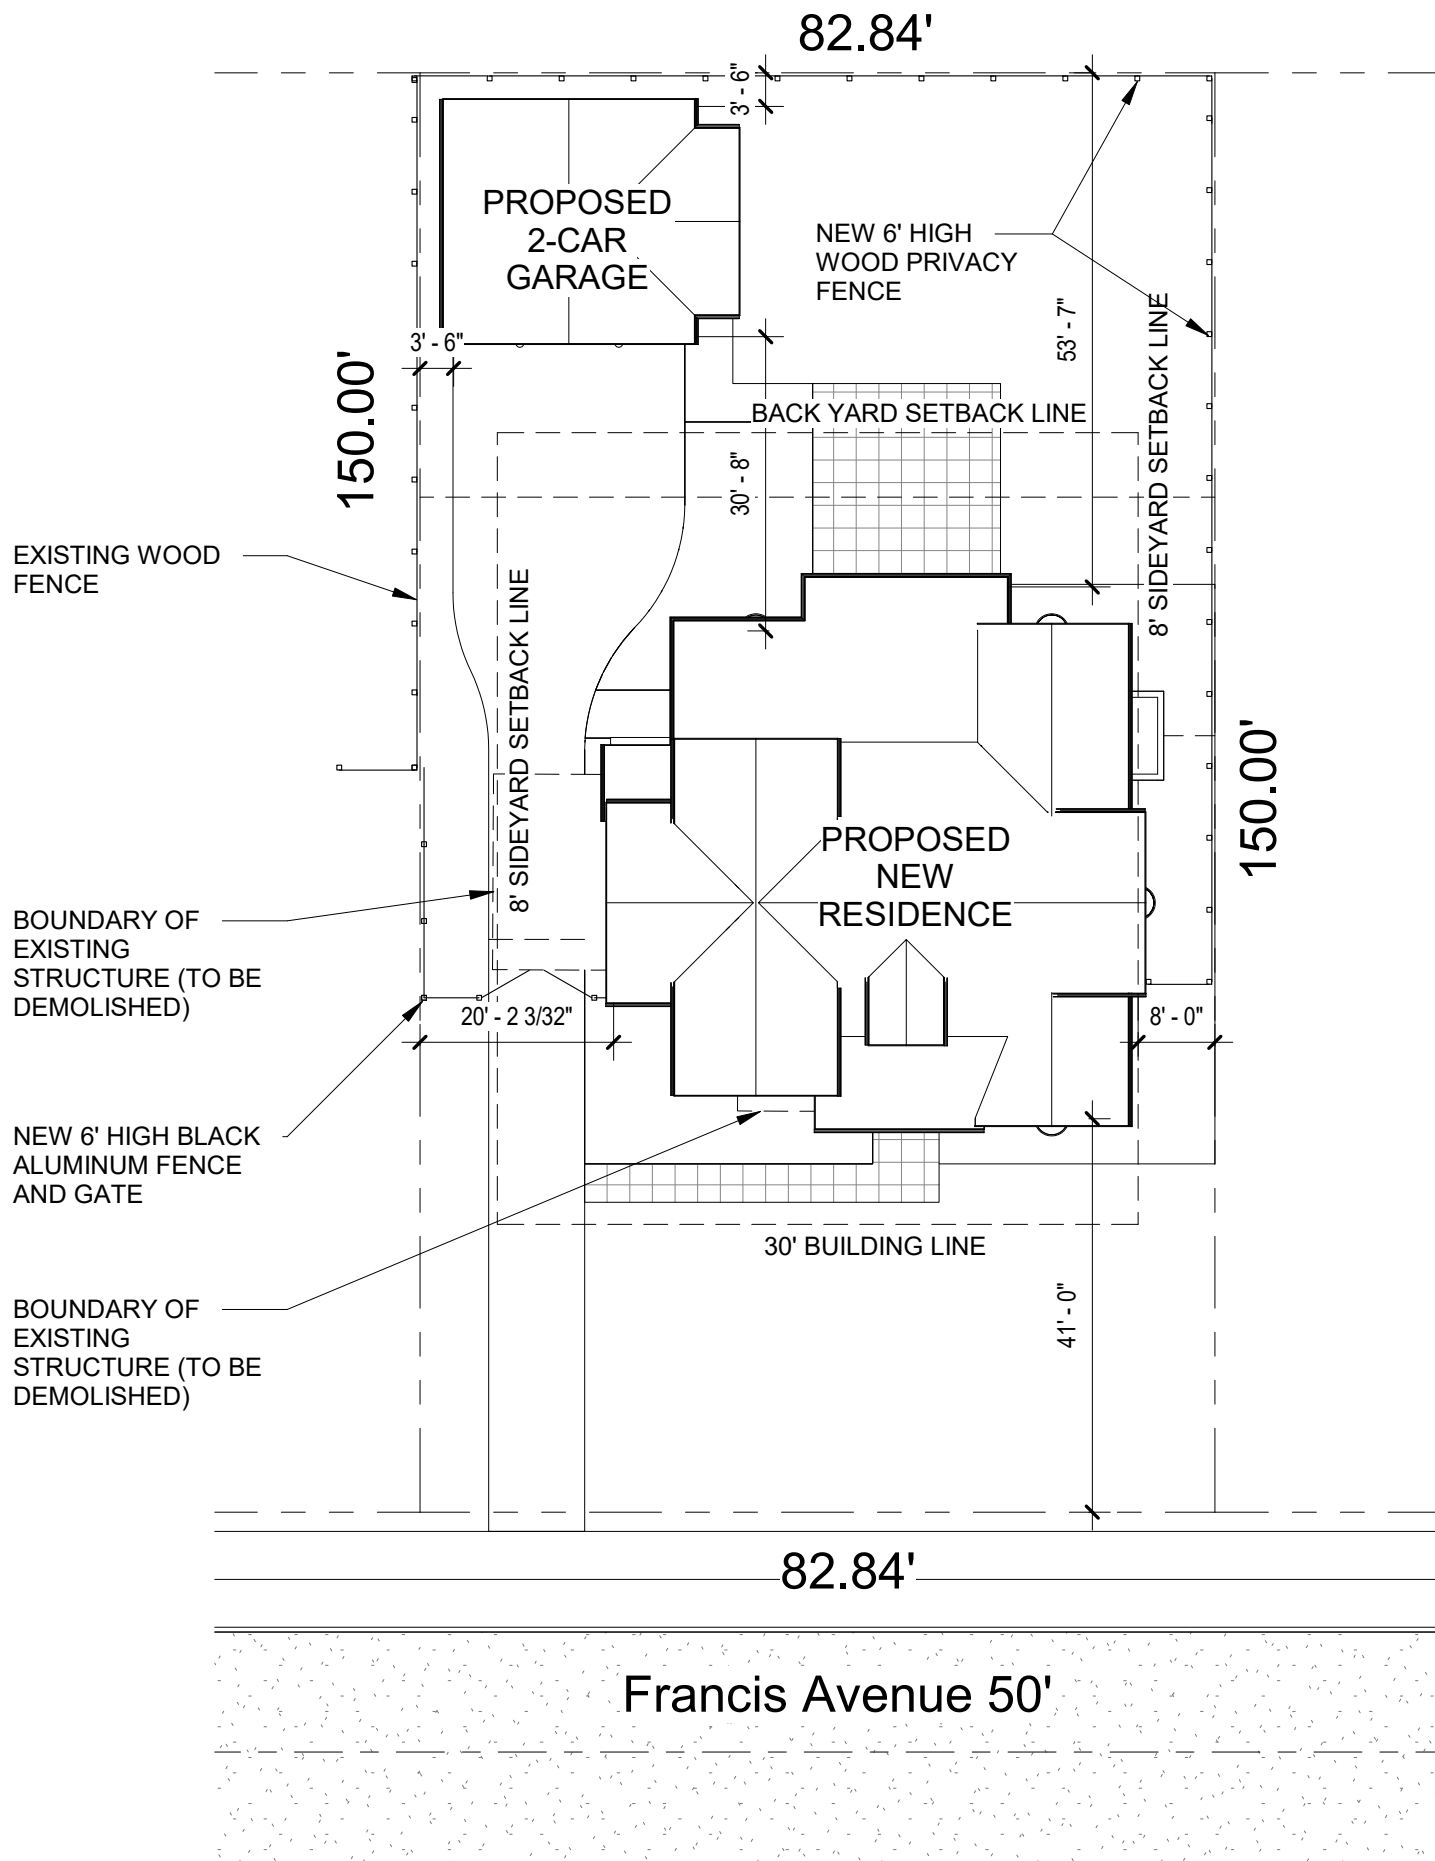 82.84'
3' - 6"
PROPOSED
2-CAR
GARAGE
NEW 6' HIGH
WOOD PRIVACY
FENCE
3' - 6"
53' - 7"
8' SIDEYARD SETBACK LINE
150.00'
BACK YARD SETBACK LINE
30' - 8"
EXISTING WOOD
FENCE
8' SIDEYARD SETBACK LINE
150.00'
PROPOSED
NEW
RESIDENCE
BOUNDARY OF
EXISTING
STRUCTURE (TO BE
DEMOLISHED)
20' - 2 3/32"
8' - 0"
NEW 6' HIGH BLACK
ALUMINUM FENCE
AND GATE
30' BUILDING LINE
41' - 0"
BOUNDARY OF
EXISTING
STRUCTURE (TO BE
DEMOLISHED)
82.84'
Francis Avenue 50'